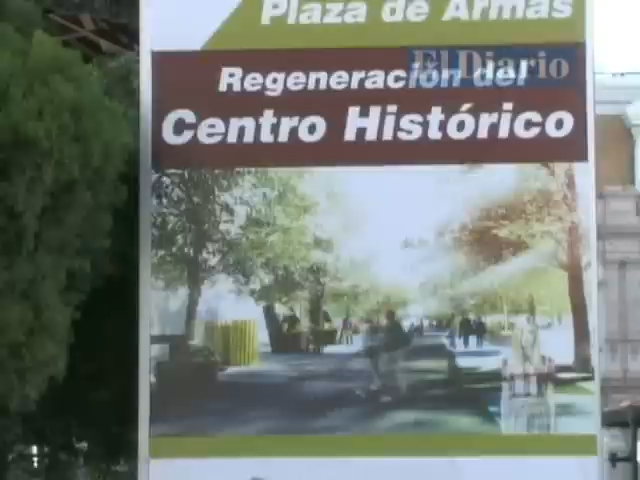 Plaza de Armas
El Diario
Regeneración del
Centro Histórico